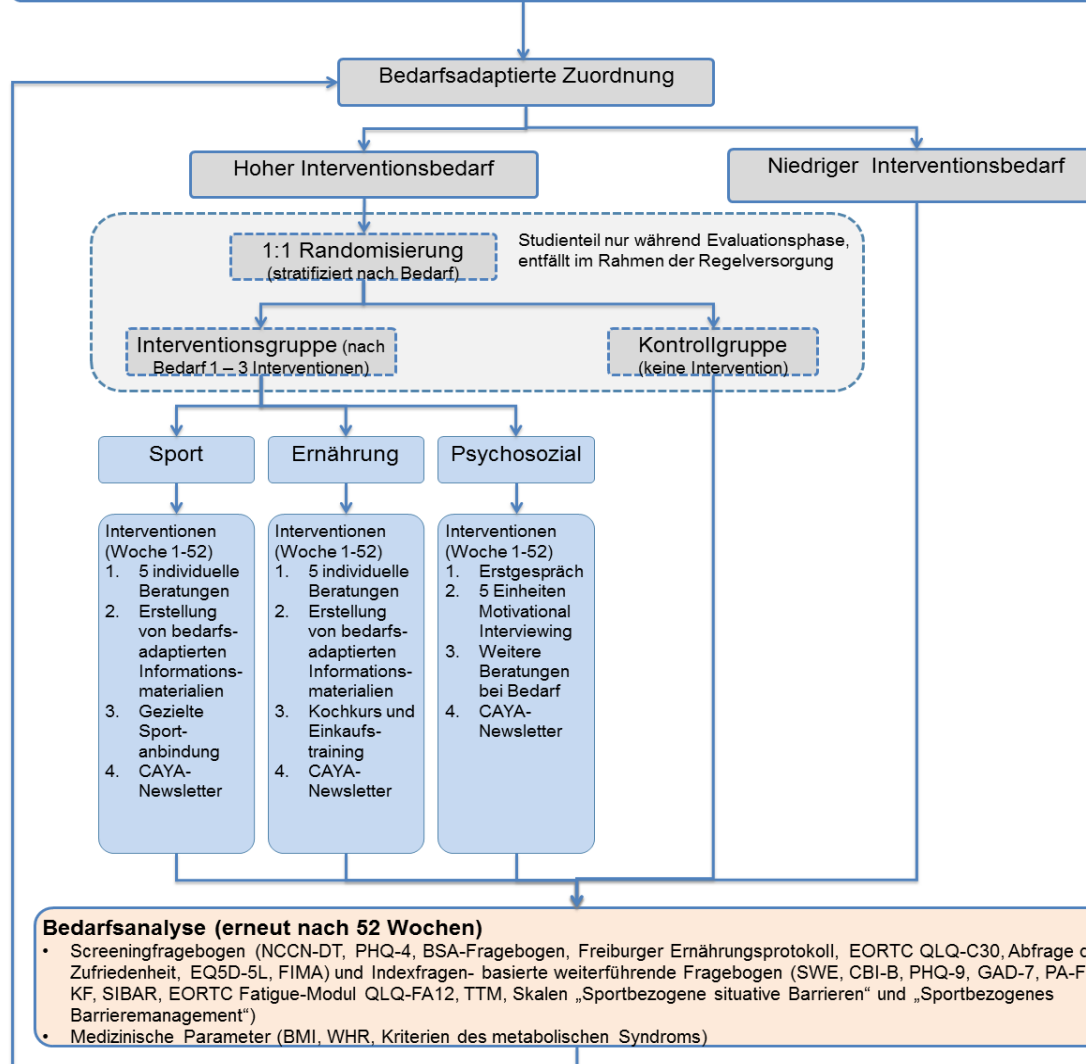 Bedarfsadaptierte Zuordnung
Hoher Interventionsbedarf
Niedriger Interventionsbedarf
1:1 Randomisierung
(stratifiziert nach Bedarf)
Studienteil nur während Evaluationsphase,
entfällt im Rahmen der Regelversorgung
Interventionsgruppe (nach
Bedarf 1 – 3 Interventionen)
Kontrollgruppe
(keine Intervention)
Sport
Ernährung
Psychosozial
Interventionen
(Woche 1-52)
1. 5 individuelle
Beratungen
2. Erstellung
von bedarfs-
adaptierten
Informations-
materialien
3. Gezielte
Sport-
anbindung
4. CAYA-
Newsletter
Interventionen
(Woche 1-52)
1. 5 individuelle
Beratungen
2. Erstellung
von bedarfs-
adaptierten
Informations-
materialien
3. Kochkurs und
Einkaufs-
training
4. CAYA-
Newsletter
Interventionen
(Woche 1-52)
1. Erstgespräch
2. 5 Einheiten
Motivational
Interviewing
3. Weitere
Beratungen
bei Bedarf
4. CAYA-
Newsletter
Bedarfsanalyse (erneut nach 52 Wochen)
• Screeningfragebogen (NCCN-DT, PHQ-4, BSA-Fragebogen, Freiburger Ernährungsprotokoll, EORTC QLQ-C30, Abfrage
Zufriedenheit, EQ5D-5L, FIMA) und Indexfragen- basierte weiterführende Fragebogen (SWE, CBI-B, PHQ-9, GAD-7, PA-F
KF, SIBAR, EORTC Fatigue-Modul QLQ-FA12, TTM, Skalen „Sportbezogene situative Barrieren“ und „Sportbezogenes
Barrieremanagement“)
• Medizinische Parameter (BMI, WHR, Kriterien des metabolischen Syndroms)